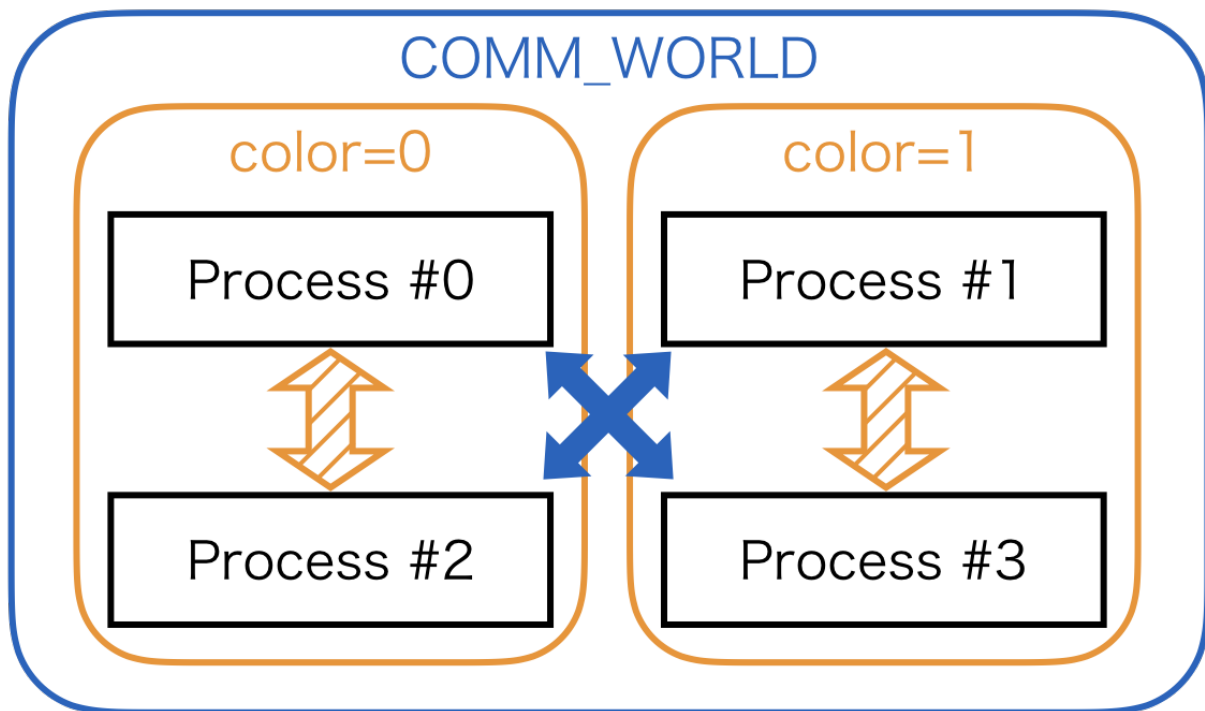 COMM_WORLD
color=0
color=1
Process #0
Process #1
Process #2
Process #3